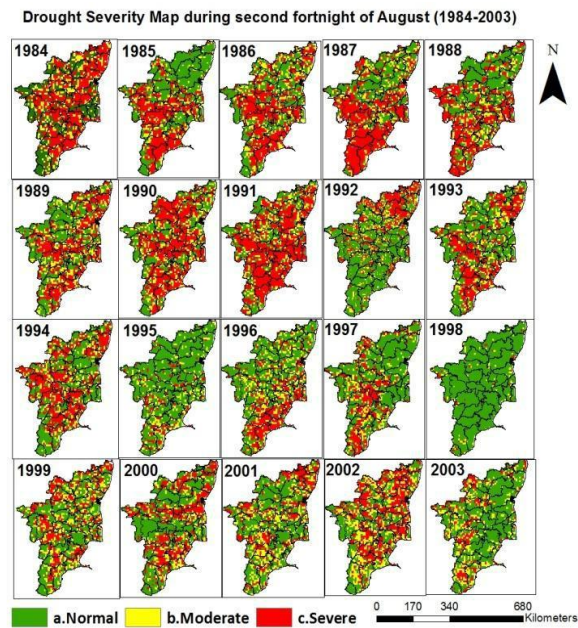 Drought Severity Map during second fortnight of August (1984-2003)
N
1984 1985 1986 1987 1988
1989 1990 1991 1992 1993
1994 1995 1996 1997 1998
1999 2000 2001 2002 2003
a.Normal b.Moderate c.Severe
0 170 340 680
Kilometers